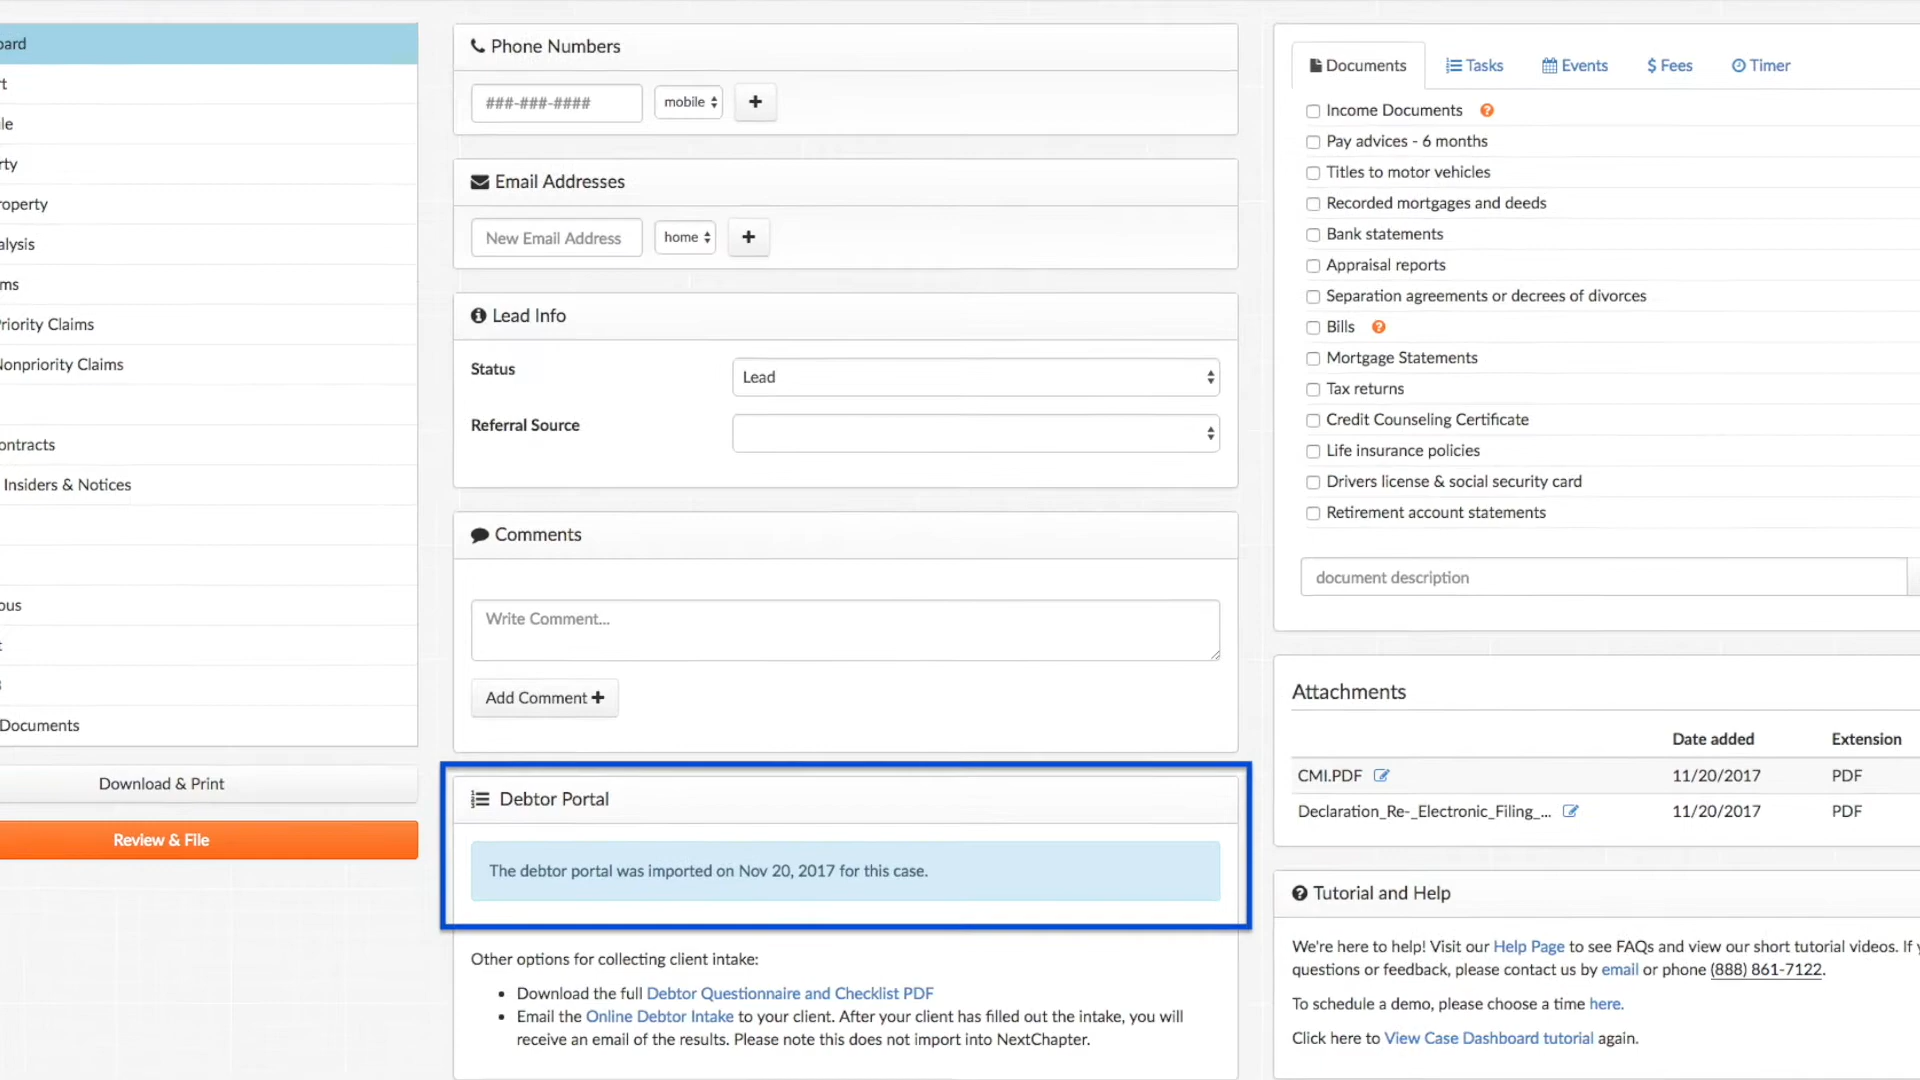 Phone Numbers
###-###-####
mobile
Email Addresses
New Email Address
home
Lead Info
Status
Lead
Referral Source
Comments
Write Comment...
Add Comment
Debtor Portal
The debtor portal was imported on Nov 20, 2017 for this case.
Other options for collecting client intake:
Download the full Debtor Questionnaire and Checklist PDF
Email the Online Debtor Intake to your client. After your client has filled out the intake, you will
receive an email of the results. Please note this does not import into NextChapter.
oard
t
le
rty
roperty
alysis
ms
riority Claims
onpriority Claims
ontracts
Insiders & Notices
ous
t
Documents
Download & Print
Review & File
Documents
Tasks
Events
$ Fees
Timer
Income Documents
Pay advices - 6 months
Titles to motor vehicles
Recorded mortgages and deeds
Bank statements
Appraisal reports
Separation agreements or decrees of divorces
Bills
Mortgage Statements
Tax returns
Credit Counseling Certificate
Life insurance policies
Drivers license & social security card
Retirement account statements
document description
Attachments
Date added Extension
CMI.PDF 11/20/2017 PDF
Declaration_Re-_Electronic_Filing_... 11/20/2017 PDF
Tutorial and Help
We're here to help! Visit our Help Page to see FAQs and view our short tutorial videos. If
questions or feedback, please contact us by email or phone (888) 861-7122.
To schedule a demo, please choose a time here.
Click here to View Case Dashboard tutorial again.